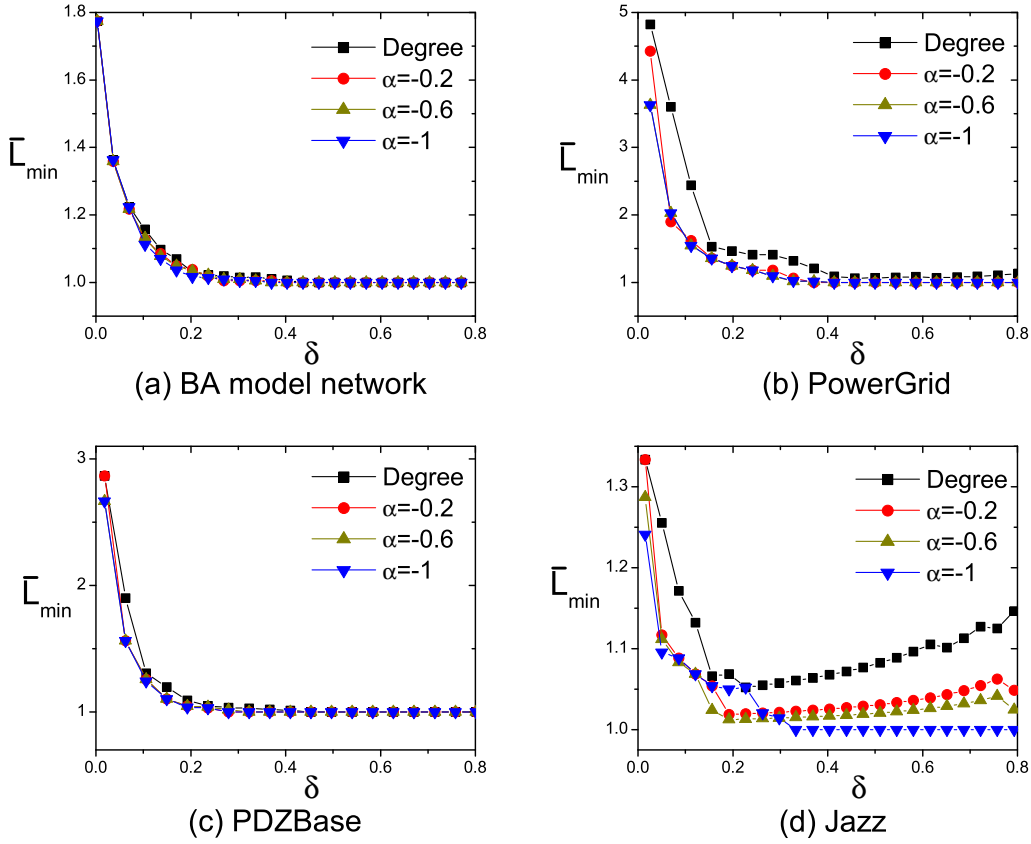 1.8
1.6
1.4
1.2
1.0
L̄min
0.0 0.2 0.4 0.6 0.8
δ
Degree
α=-0.2
α=-0.6
α=-1
(a) BA model network
5
4
3
2
1
L̄min
0.0 0.2 0.4 0.6 0.8
δ
Degree
α=-0.2
α=-0.6
α=-1
(b) PowerGrid
3
2
1
L̄min
0.0 0.2 0.4 0.6 0.8
δ
Degree
α=-0.2
α=-0.6
α=-1
(c) PDZBase
1.3
1.2
1.1
1.0
L̄min
0.0 0.2 0.4 0.6 0.8
δ
Degree
α=-0.2
α=-0.6
α=-1
(d) Jazz